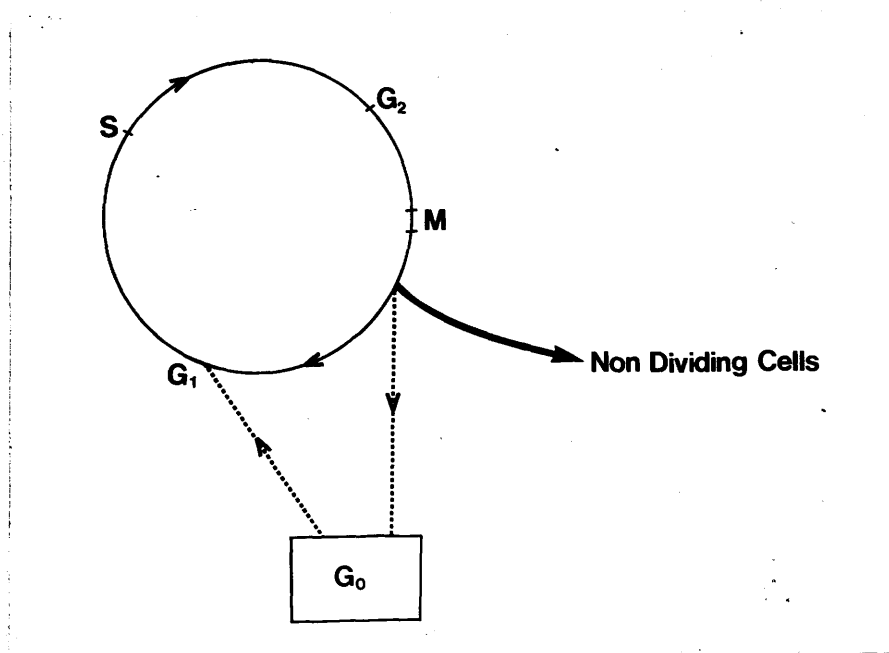 G₂
S
M
Non Dividing Cells
G₁
G₀